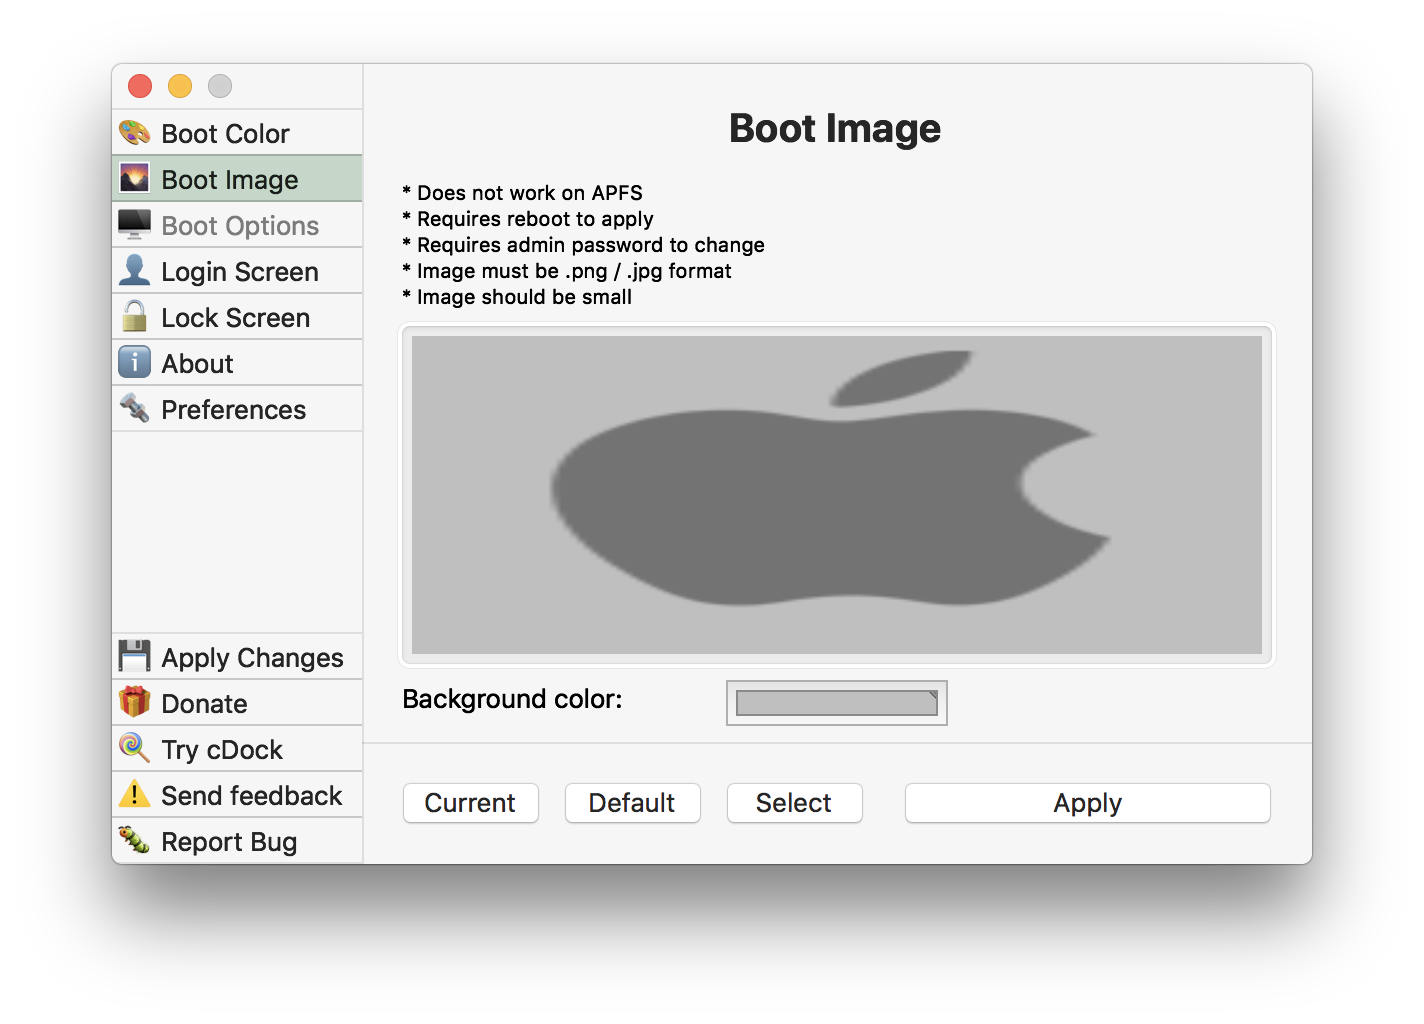 Boot Color
Boot Image
Boot Options
Login Screen
Lock Screen
About
Preferences
Apply Changes
Donate
Try cDock
Send feedback
Report Bug
Boot Image
* Does not work on APFS
* Requires reboot to apply
* Requires admin password to change
* Image must be .png / .jpg format
* Image should be small
Background color:
Current
Default
Select
Apply